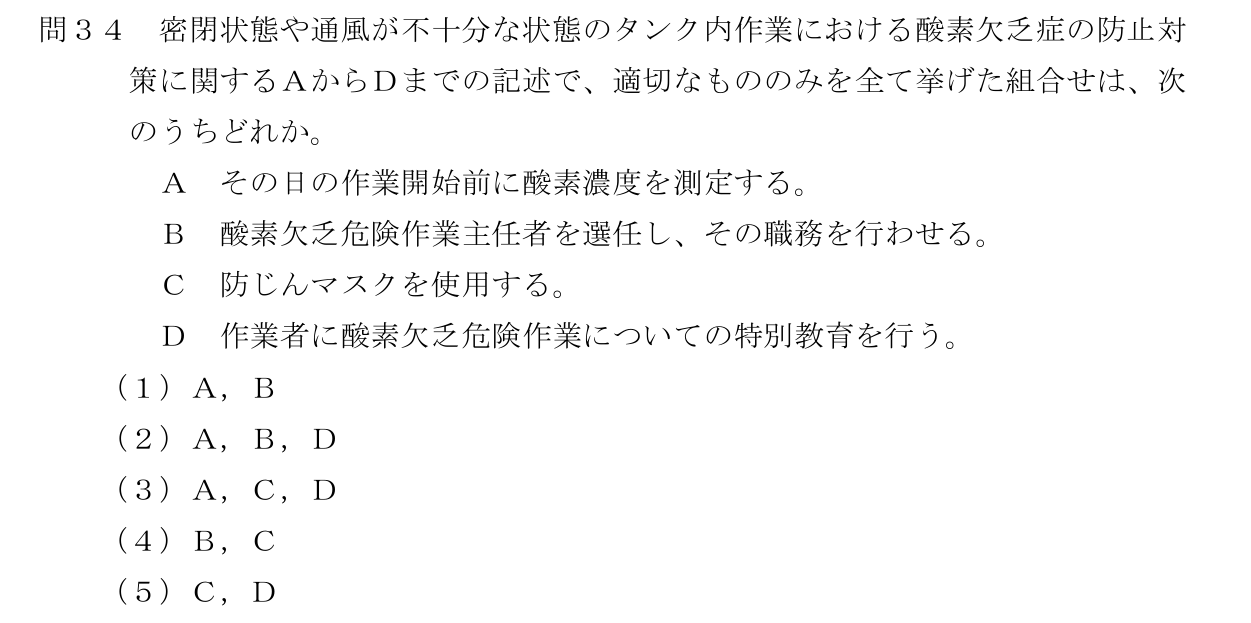 問３４　密閉状態や通風が不十分な状態のタンク内作業における酸素欠乏症の防止対
策に関するＡからＤまでの記述で、適切なもののみを全て挙げた組合せは、次
のうちどれか。
Ａ　その日の作業開始前に酸素濃度を測定する。
Ｂ　酸素欠乏危険作業主任者を選任し、その職務を行わせる。
Ｃ　防じんマスクを使用する。
Ｄ　作業者に酸素欠乏危険作業についての特別教育を行う。
（１）Ａ，Ｂ
（２）Ａ，Ｂ，Ｄ
（３）Ａ，Ｃ，Ｄ
（４）Ｂ，Ｃ
（５）Ｃ，Ｄ